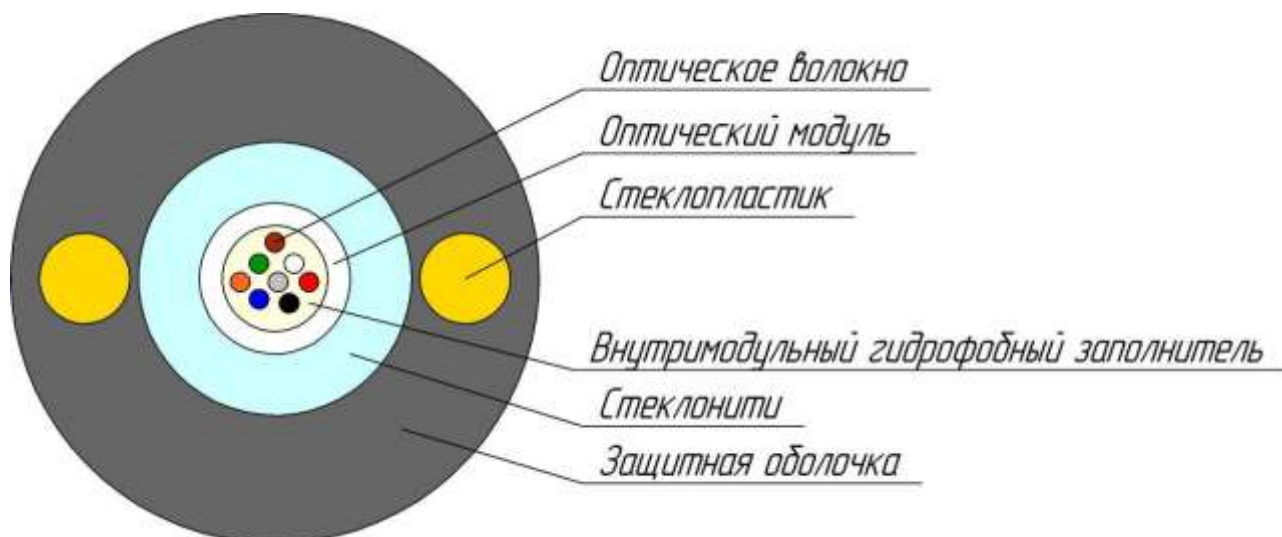 Оптическое волокно
Оптический модуль
Стеклопластик
Внутримодульный гидрофобный заполнитель
Стеклонити
Защитная оболочка